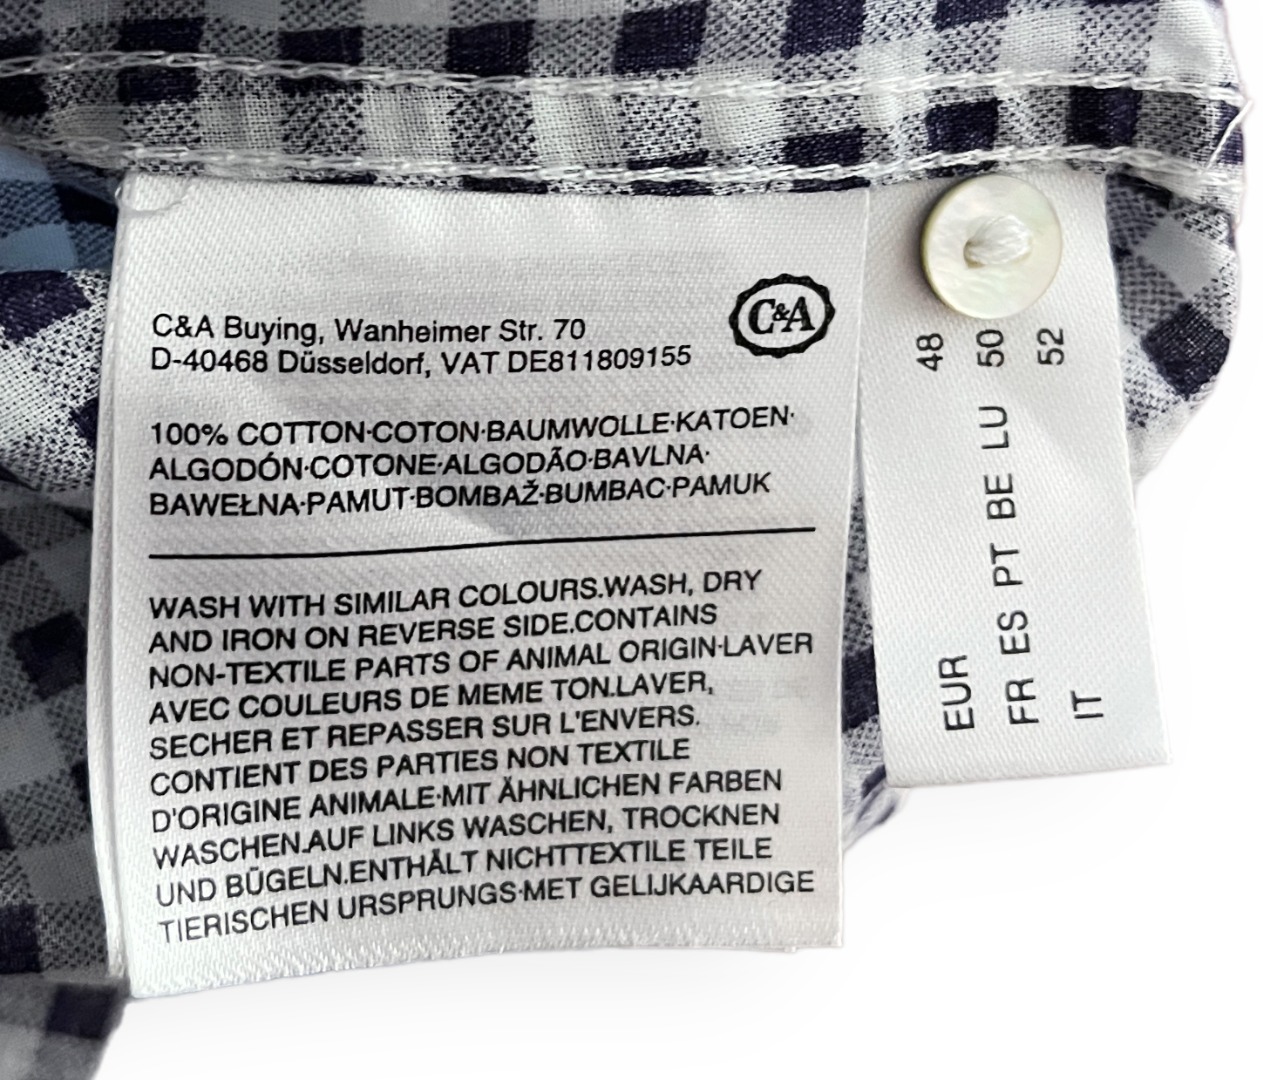 C&A Buying, Wanheimer Str. 70
D-40468 Düsseldorf, VAT DE811809155
C&A
100% COTTON·COTON·BAUMWOLLE·KATOEN·
ALGODÓN·COTONE·ALGODÃO·BAVLNA·
BAWEŁNA·PAMUT·BOMBAŽ·BUMBAC·PAMUK
WASH WITH SIMILAR COLOURS.WASH, DRY
AND IRON ON REVERSE SIDE.CONTAINS
NON-TEXTILE PARTS OF ANIMAL ORIGIN·LAVER
AVEC COULEURS DE MEME TON.LAVER,
SECHER ET REPASSER SUR L'ENVERS.
CONTIENT DES PARTIES NON TEXTILE
D'ORIGINE ANIMALE·MIT ÄHNLICHEN FARBEN
WASCHEN.AUF LINKS WASCHEN, TROCKNEN
UND BÜGELN.ENTHÄLT NICHTTEXTILE TEILE
TIERISCHEN URSPRUNGS·MET GELIJKAARDIGE
EUR 48
FR ES PT BE LU 50
IT 52